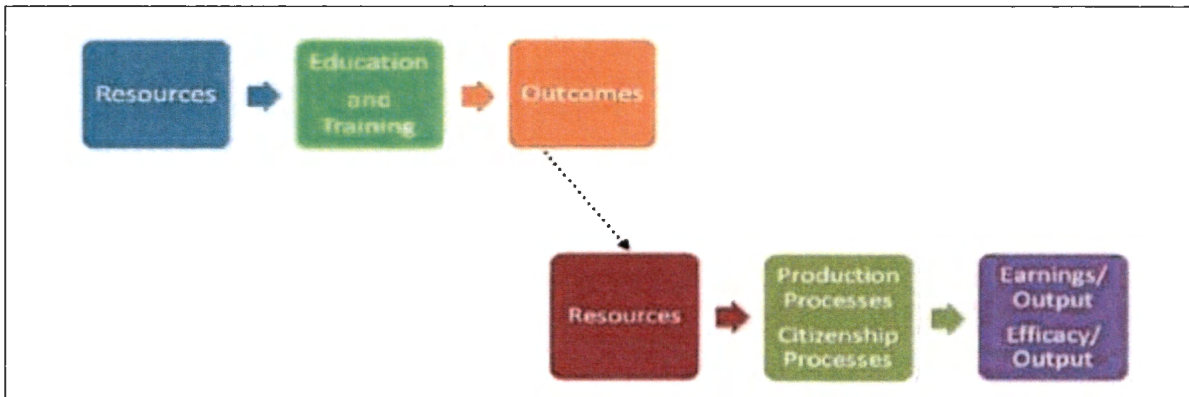 Resources
Education
and
Training
Outcomes
Resources
Production
Processes
Citizenship
Processes
Earnings/
Output
Efficacy/
Output